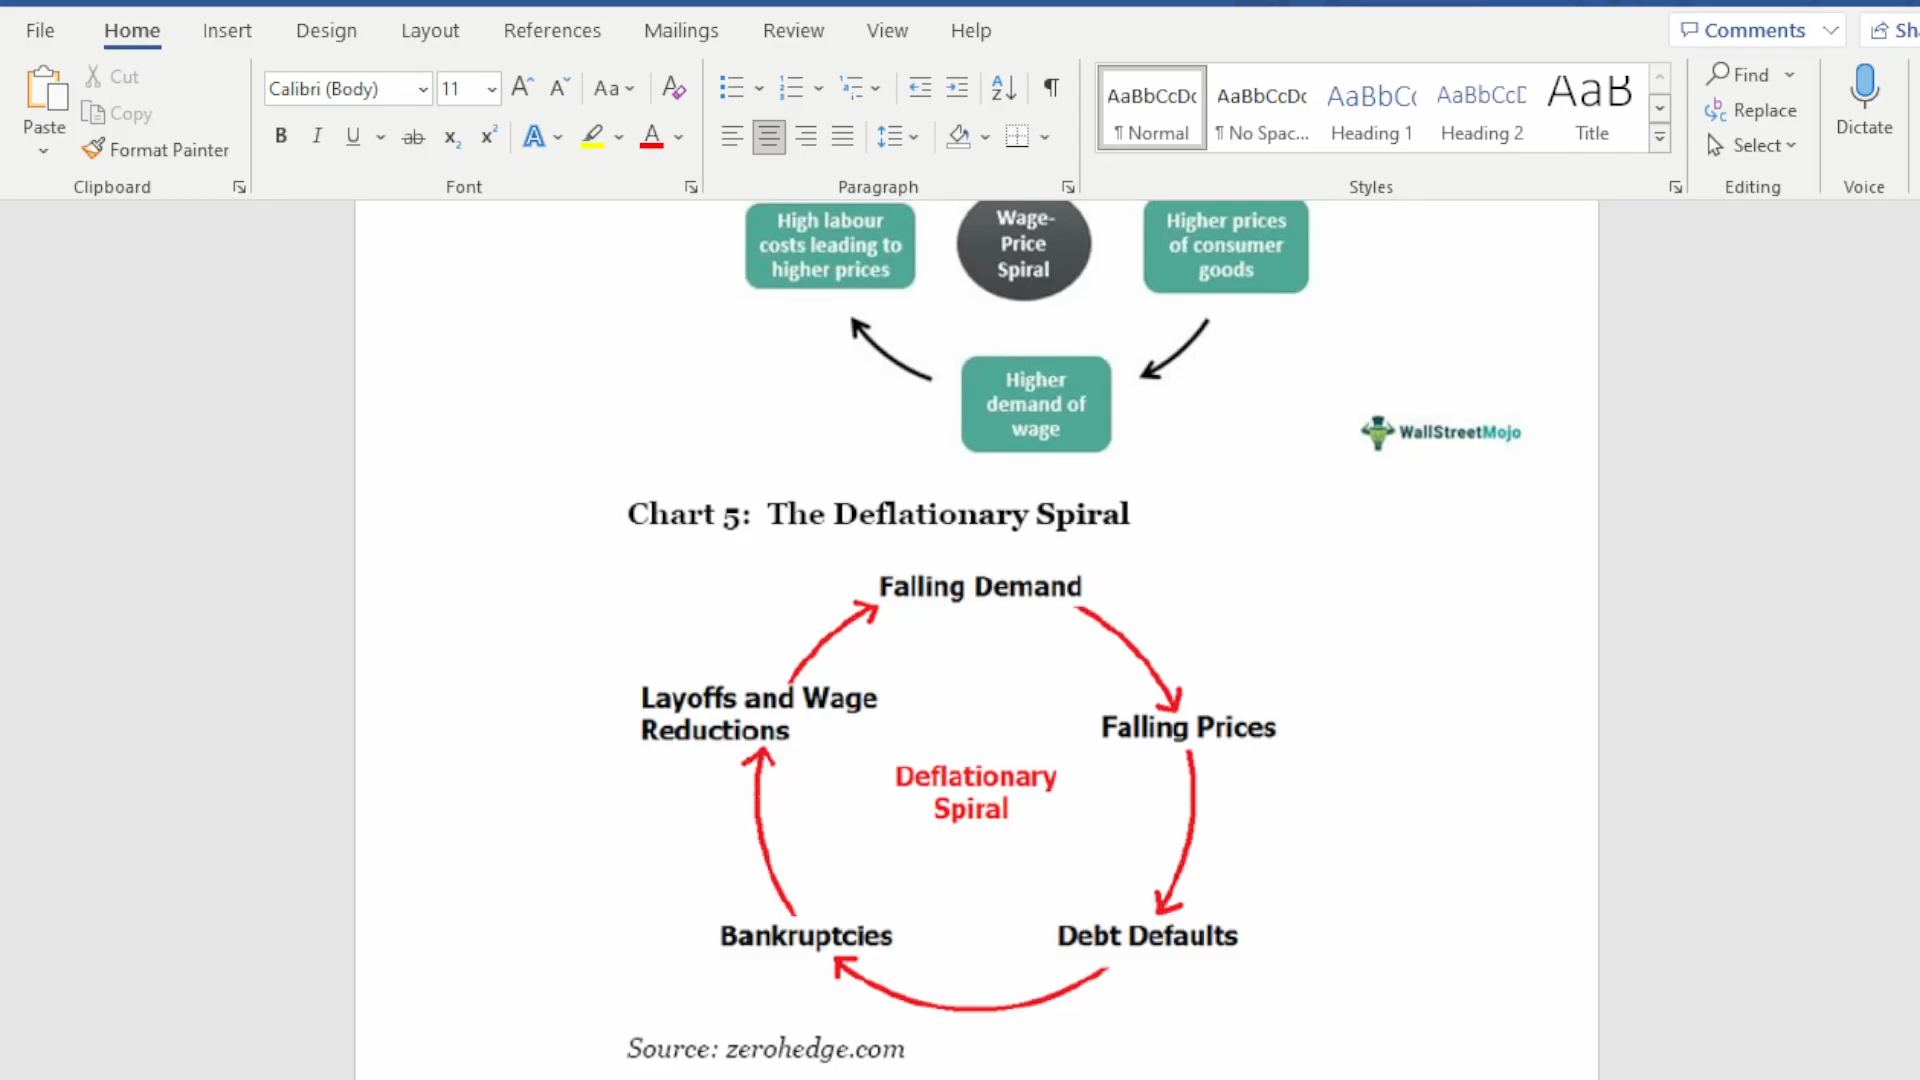 File Home Insert Design Layout References Mailings Review View Help Comments
Cut
Copy
Paste
Format Painter
Clipboard
Calibri (Body) 11
Font
Paragraph
AaBbCcDc AaBbCcDc AaBbCc AaBbCcD AaB
¶ Normal ¶ No Spac... Heading 1 Heading 2 Title
Styles
Find
Replace
Select
Editing
Dictate
Voice
High labour
costs leading to
higher prices
Wage-
Price
Spiral
Higher prices
of consumer
goods
Higher
demand of
wage
WallStreetMojo
Chart 5: The Deflationary Spiral
Falling Demand
Layoffs and Wage
Reductions
Falling Prices
Deflationary
Spiral
Bankruptcies
Debt Defaults
Source: zerohedge.com